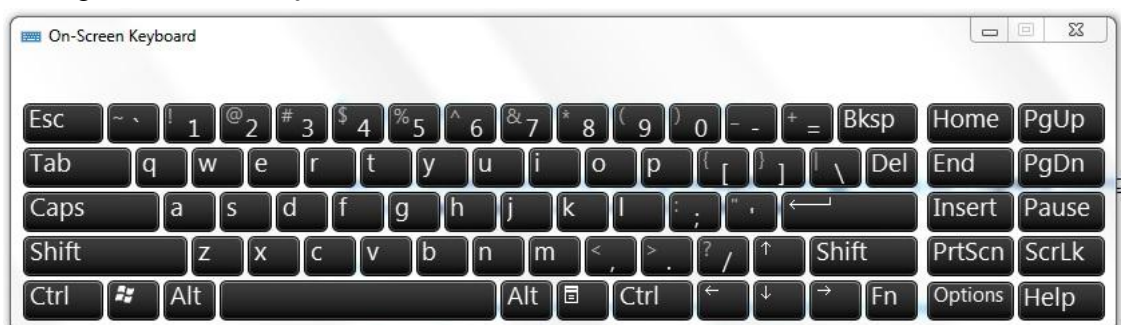 On-Screen Keyboard
Esc ~ ` ! 1 @ 2 # 3 $ 4 % 5 ^ 6 & 7 * 8 ( 9 ) 0 _ - + = Bksp Home PgUp
Tab q w e r t y u i o p { [ } ] | \ Del End PgDn
Caps a s d f g h j k l : ; " ' Insert Pause
Shift z x c v b n m < , > . ? / ↑ Shift PrtScn ScrLk
Ctrl Alt Alt Ctrl ← ↓ → Fn Options Help